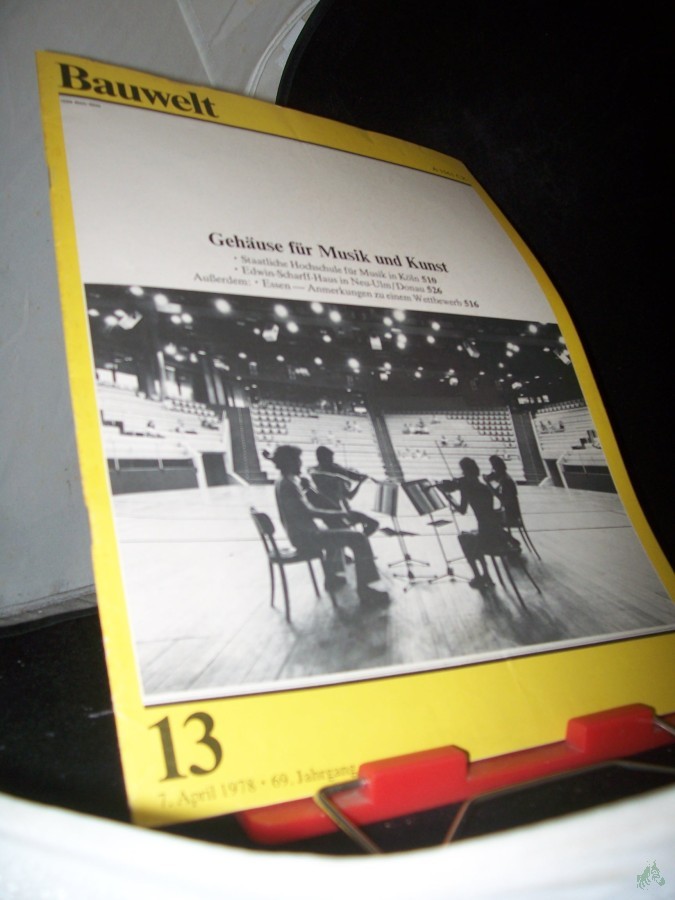 Bauwelt
Gehäuse für Musik und Kunst
· Staatliche Hochschule für Musik in Köln 510
· Edwin-Scharff-Haus in Neu-Ulm/Donau 526
Außerdem: · Essen — Anmerkungen zu einem Wettbewerb 516
13
7. April 1978 · 69. Jahrgang